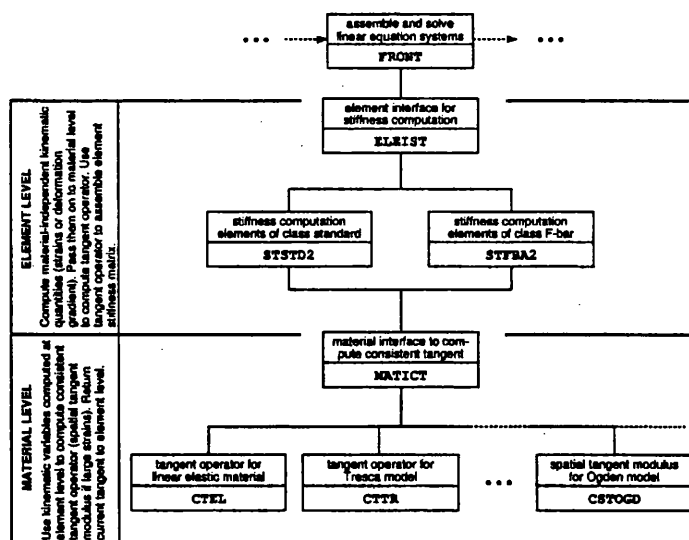 assemble and solve
linear equation systems
... ...
FRONT
element interface for
stiffness computation
ELEIST
ELEMENT LEVEL
Compute material-independent kinematic
quantities (strains or deformation
gradient). Pass them on to material level
to compute tangent operator. Use
tangent operator to assemble element
stiffness matrix.
stiffness computation
elements of class standard
STSTD2
stiffness computation
elements of class F-bar
STFBA2
MATERIAL LEVEL
Use kinematic variables computed at
element level to compute consistent
tangent operator (spatial tangent
modulus if large strains). Return
current tangent to element level.
material interface to com-
pute consistent tangent
MATICT
tangent operator for
linear elastic material
CTEL
tangent operator for
Tresca model
CTTR
...
spatial tangent modulus
for Ogden model
CSTOGD